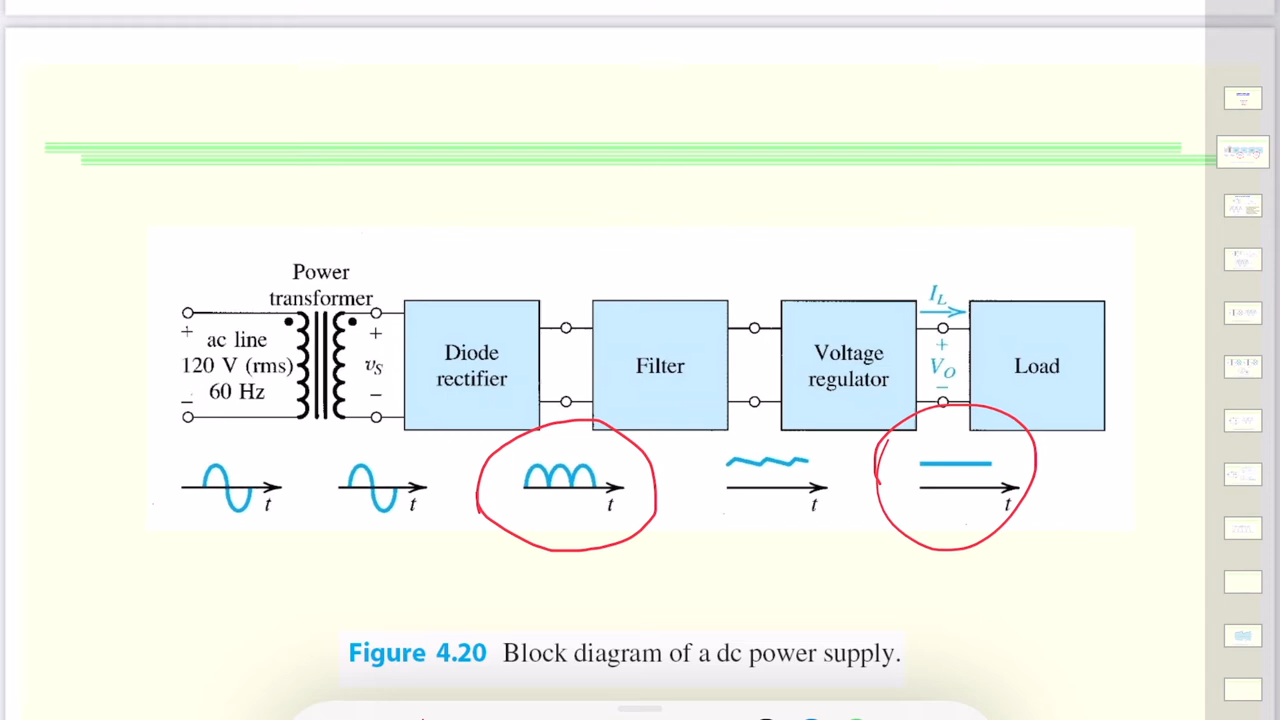 Power
transformer
+
ac line
120 V (rms)
60 Hz
−
+
vS
−
Diode
rectifier
Filter
Voltage
regulator
IL
+
VO
−
Load
t
t
t
t
t
Figure 4.20 Block diagram of a dc power supply.